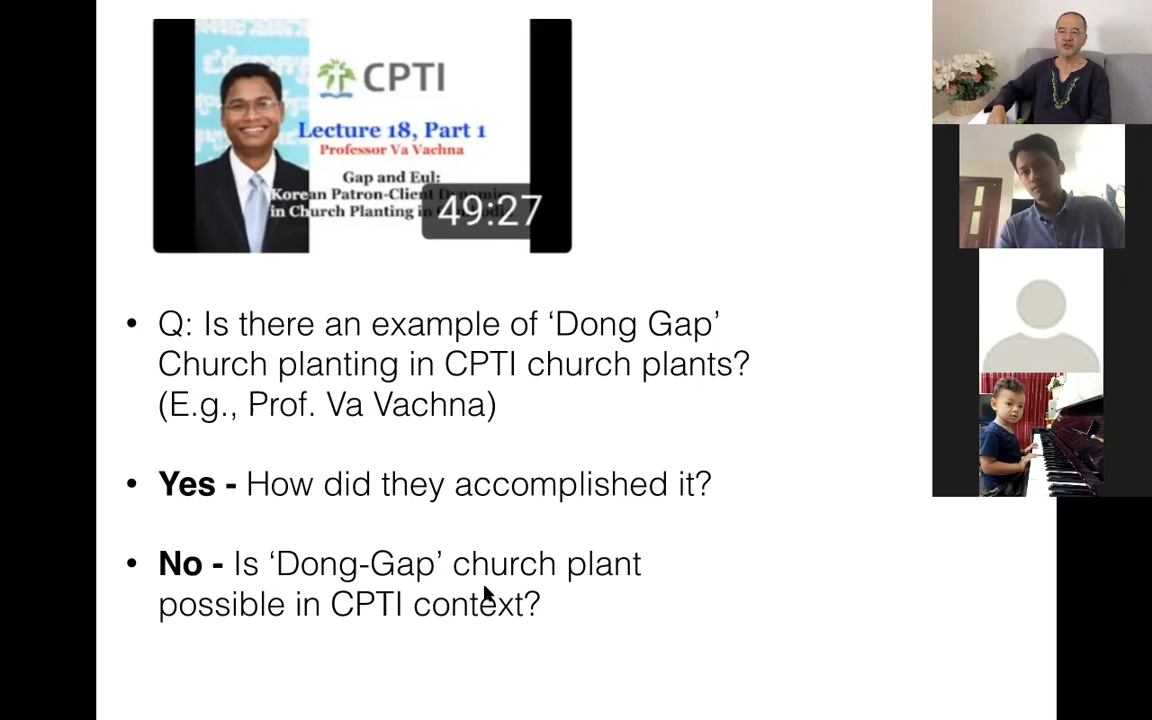 CPTI
Lecture 18, Part 1
Professor Va Vachna
Gap and Eul:
Korean Patron-Client
in Church Planting in
49:27
• Q: Is there an example of ‘Dong Gap’
Church planting in CPTI church plants?
(E.g., Prof. Va Vachna)
• Yes - How did they accomplished it?
• No - Is ‘Dong-Gap’ church plant
possible in CPTI context?